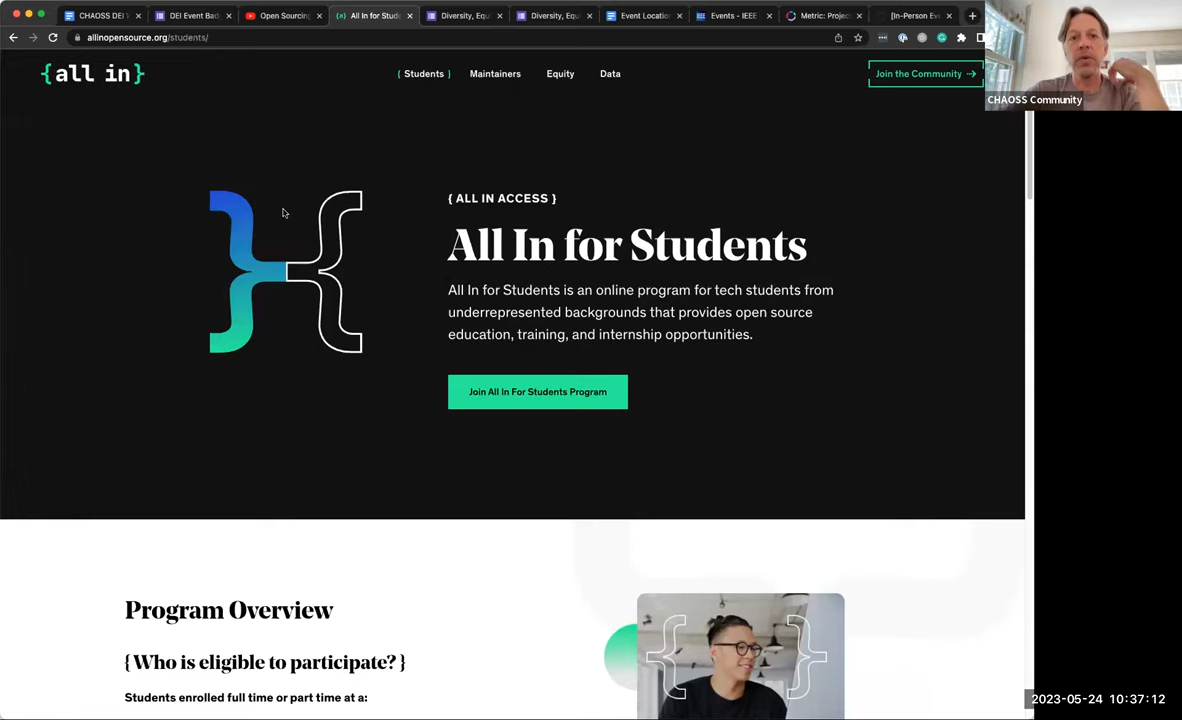 CHAOSS DEI
DEI Event Bad
Open Sourcing
All In for Stude
Diversity, Equ
Diversity, Equ
Event Location
Events - IEEE
Metric: Projec
[In-Person Eve
allinopensource.org/students/
{all in}
{ Students }
Maintainers
Equity
Data
Join the Community →
CHAOSS Community
{ ALL IN ACCESS }
All In for Students
All In for Students is an online program for tech students from
underrepresented backgrounds that provides open source
education, training, and internship opportunities.
Join All In For Students Program
Program Overview
{ Who is eligible to participate? }
Students enrolled full time or part time at a:
2023-05-24 10:37:12